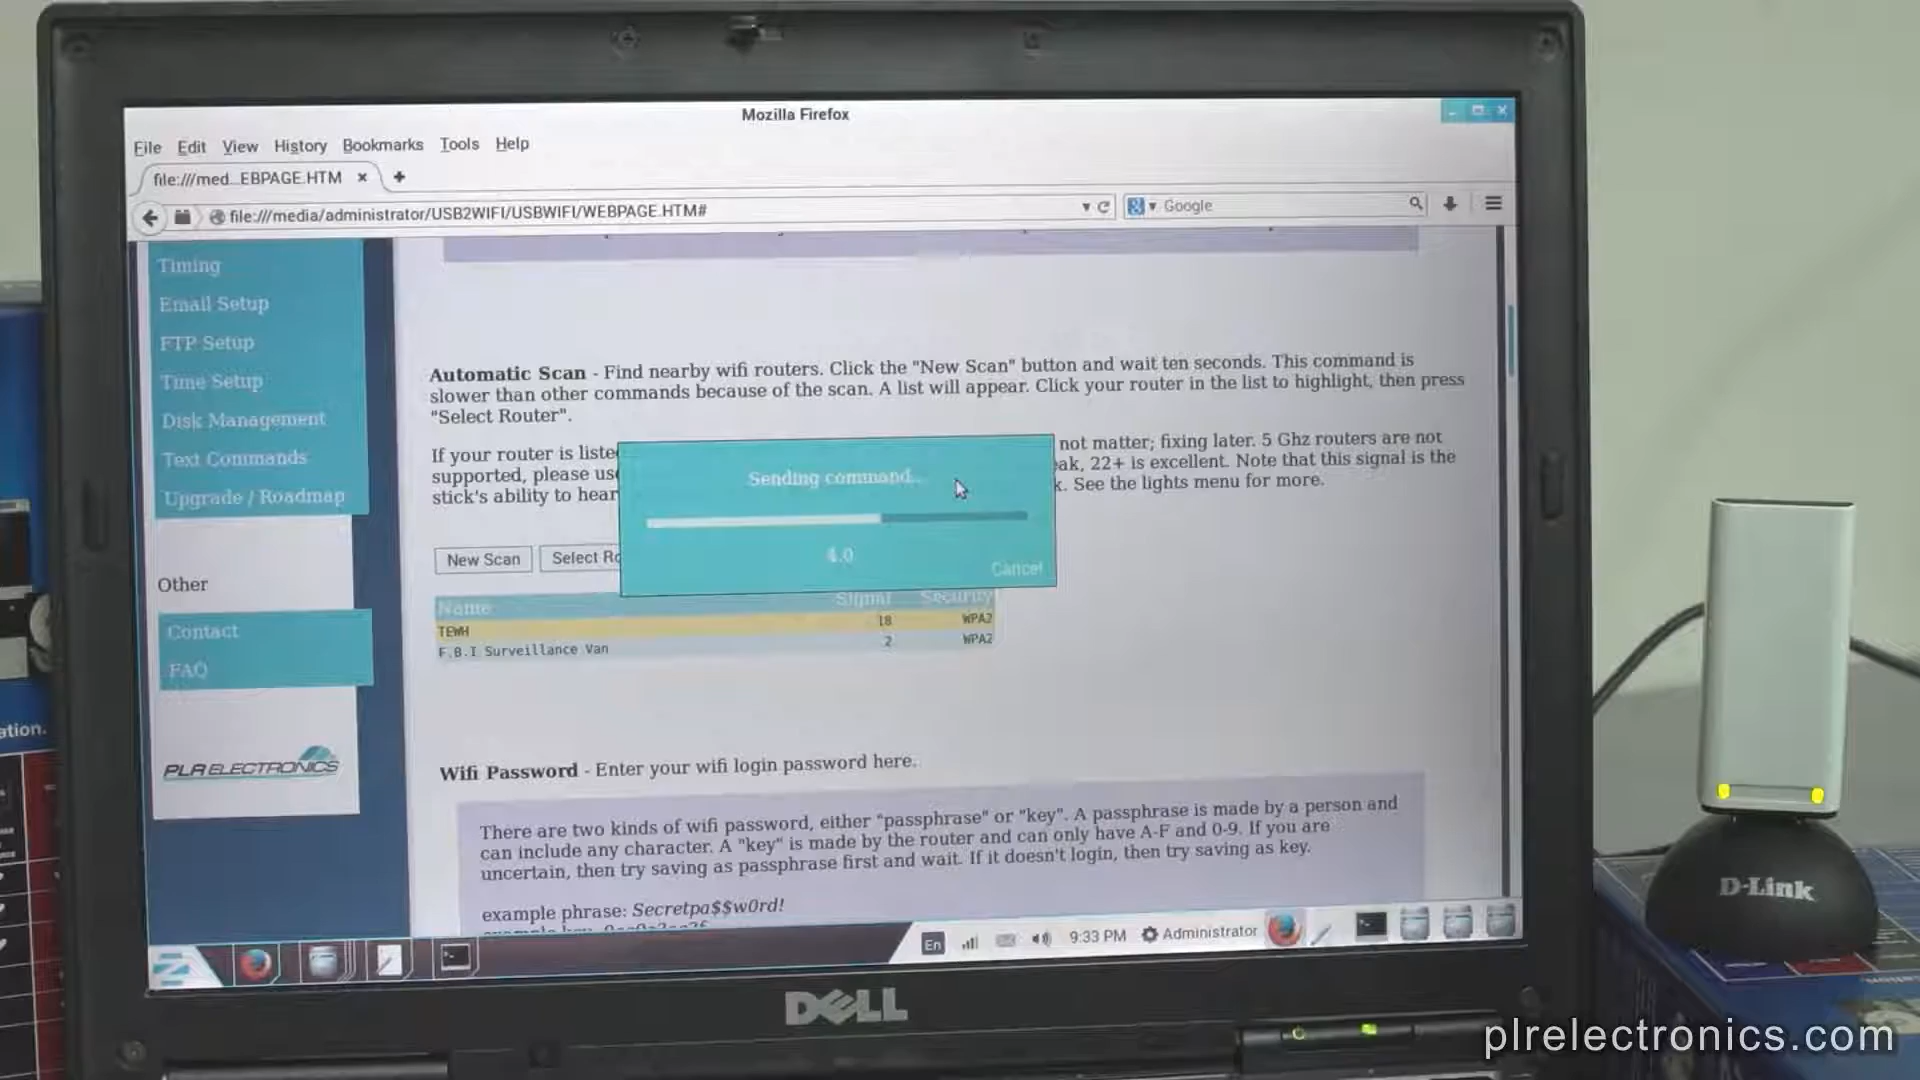 Mozilla Firefox
File Edit View History Bookmarks Tools Help
file:///med...EBPAGE.HTM
file:///media/administrator/USB2WIFI/USBWIFI/WEBPAGE.HTM#
Google
Timing
Email Setup
FTP Setup
Time Setup
Disk Management
Text Commands
Upgrade / Roadmap
Other
Contact
FAQ
PLR ELECTRONICS
Automatic Scan - Find nearby wifi routers. Click the "New Scan" button and wait ten seconds. This command is
slower than other commands because of the scan. A list will appear. Click your router in the list to highlight, then press
"Select Router".
If your router is liste
not matter; fixing later. 5 Ghz routers are not
supported, please us
eak, 22+ is excellent. Note that this signal is the
stick's ability to hear
k. See the lights menu for more.
Sending command..
4.0
Cancel
New Scan
Select Ro
Name Signal Security
TEWH 18 WPA2
F.B.I Surveillance Van 2 WPA2
Wifi Password - Enter your wifi login password here.
There are two kinds of wifi password, either "passphrase" or "key". A passphrase is made by a person and
can include any character. A "key" is made by the router and can only have A-F and 0-9. If you are
uncertain, then try saving as passphrase first and wait. If it doesn't login, then try saving as key.
example phrase: Secretpa$$w0rd!
En 9:33 PM Administrator
DELL
D-Link
ation.
plrelectronics.com